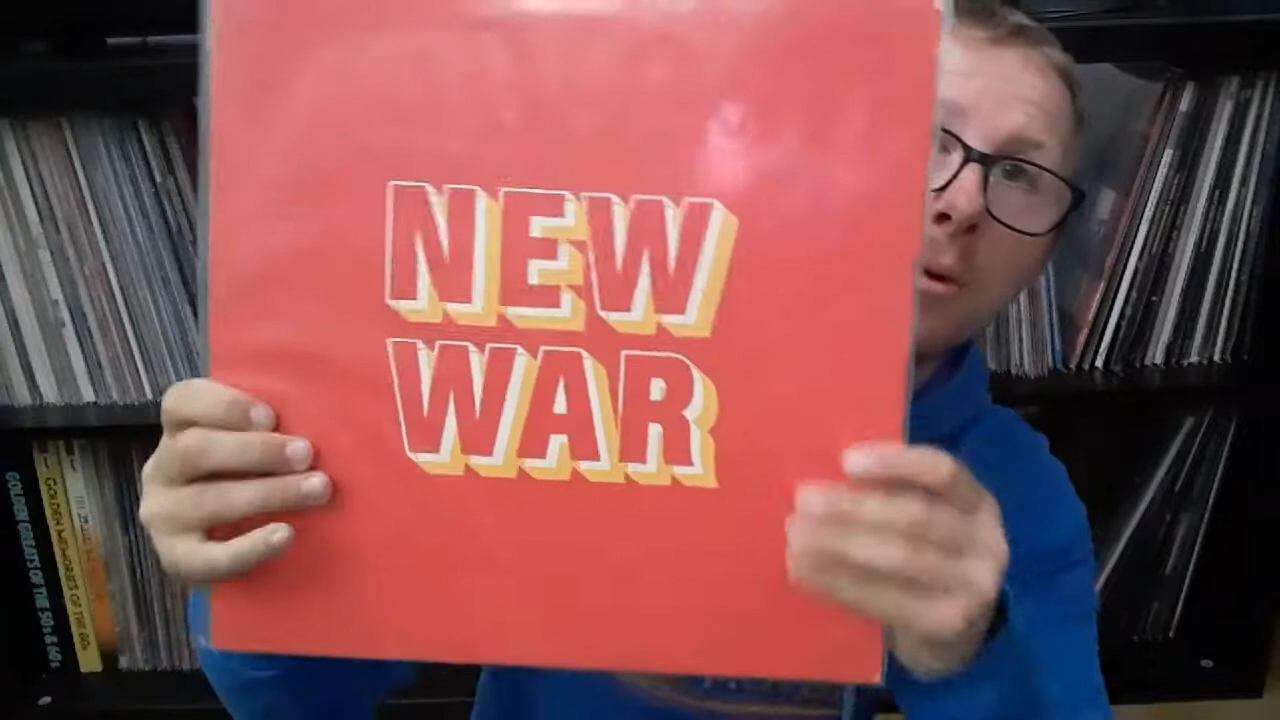 NEW
WAR
GOLDEN GREATS OF THE 50s & 60s
GOLDEN MEMORIES OF THE 60s